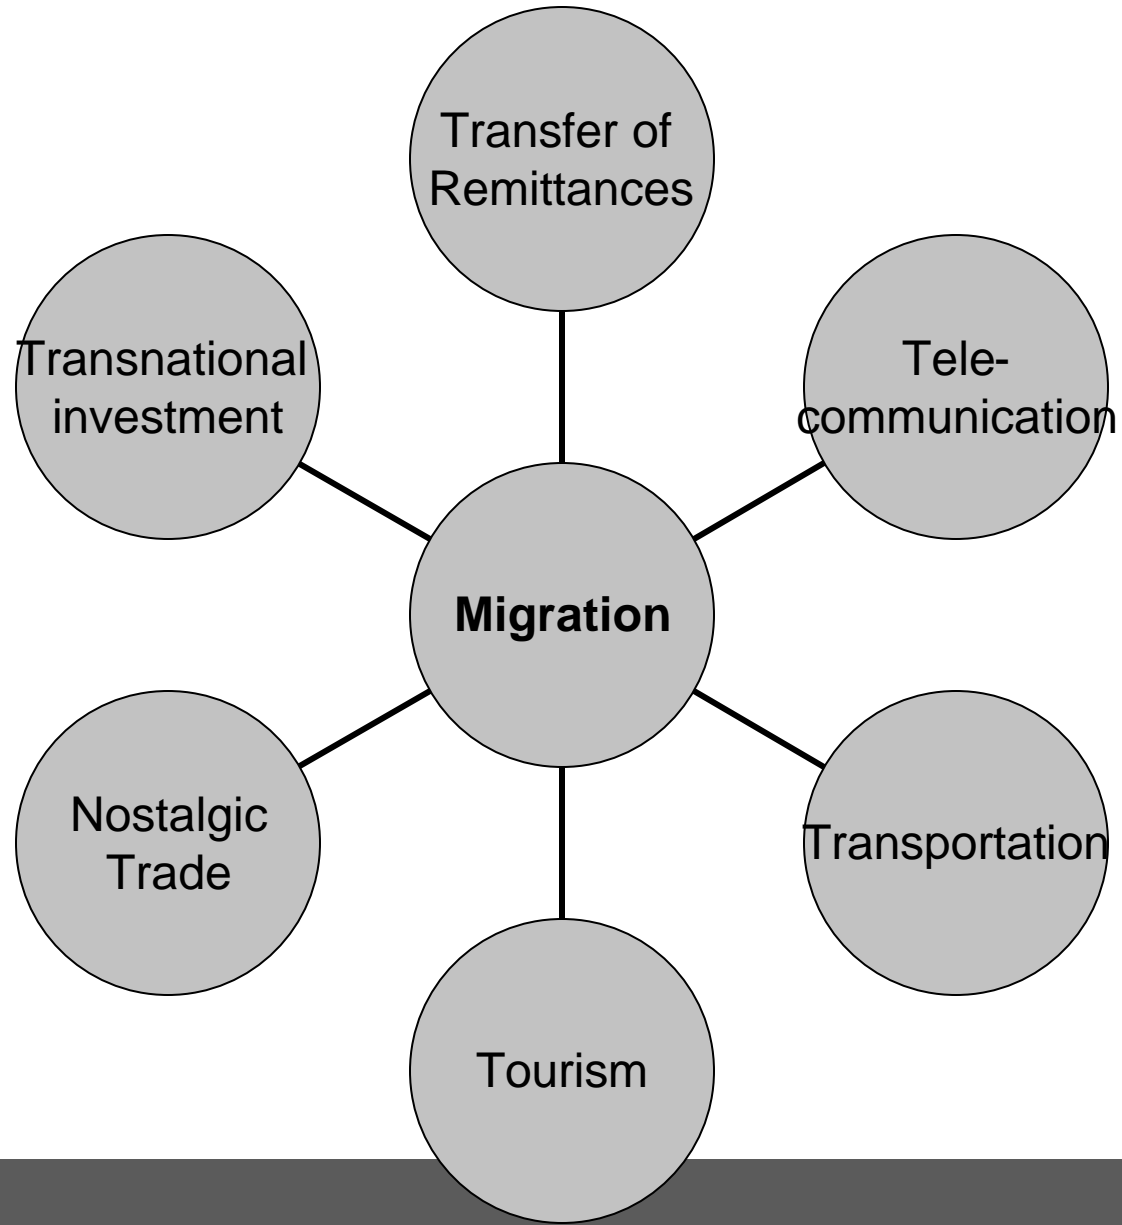 Transfer of
Remittances
Transnational
investment
Tele-
communication
Migration
Nostalgic
Trade
Transportation
Tourism